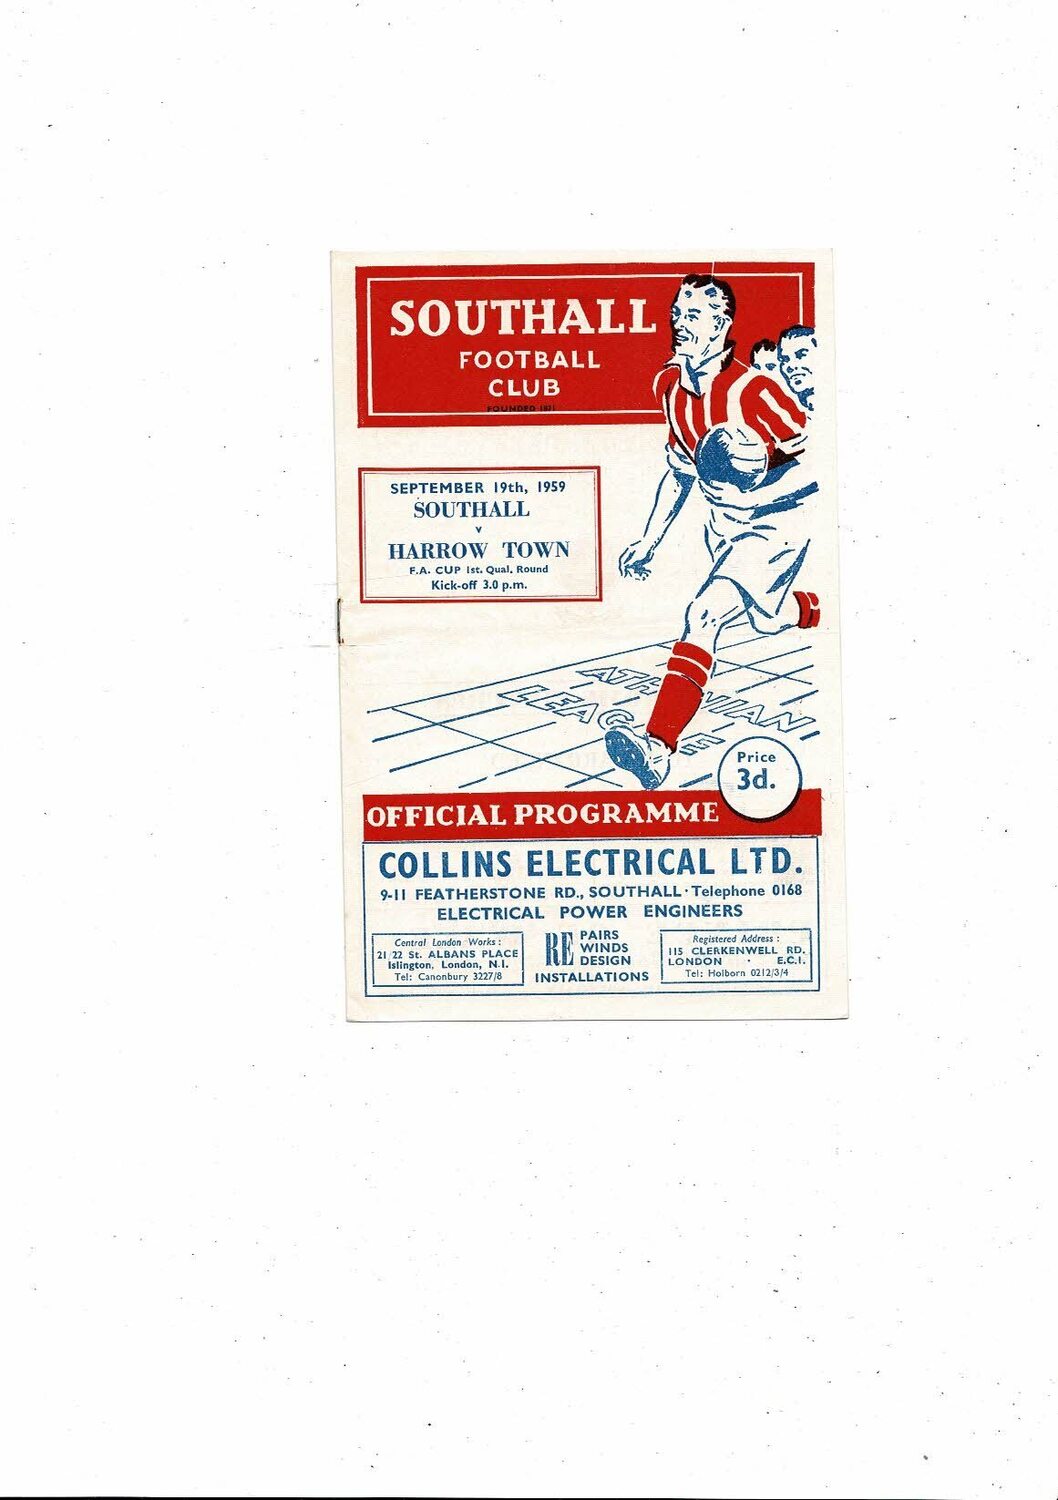 SOUTHALL
FOOTBALL
CLUB
FOUNDED 1871
SEPTEMBER 19th, 1959
SOUTHALL
v
HARROW TOWN
F.A. CUP 1st. Qual. Round
Kick-off 3.0 p.m.
LEAGUE
Price
3d.
OFFICIAL PROGRAMME
COLLINS ELECTRICAL LTD.
9-11 FEATHERSTONE RD., SOUTHALL · Telephone 0168
ELECTRICAL POWER ENGINEERS
Central London Works :
21/22 St. ALBANS PLACE
Islington, London, N.1.
Tel: Canonbury 3227/8
RE PAIRS
WINDS
DESIGN
INSTALLATIONS
Registered Address :
115 CLERKENWELL RD.
LONDON · E.C.1.
Tel: Holborn 0212/3/4